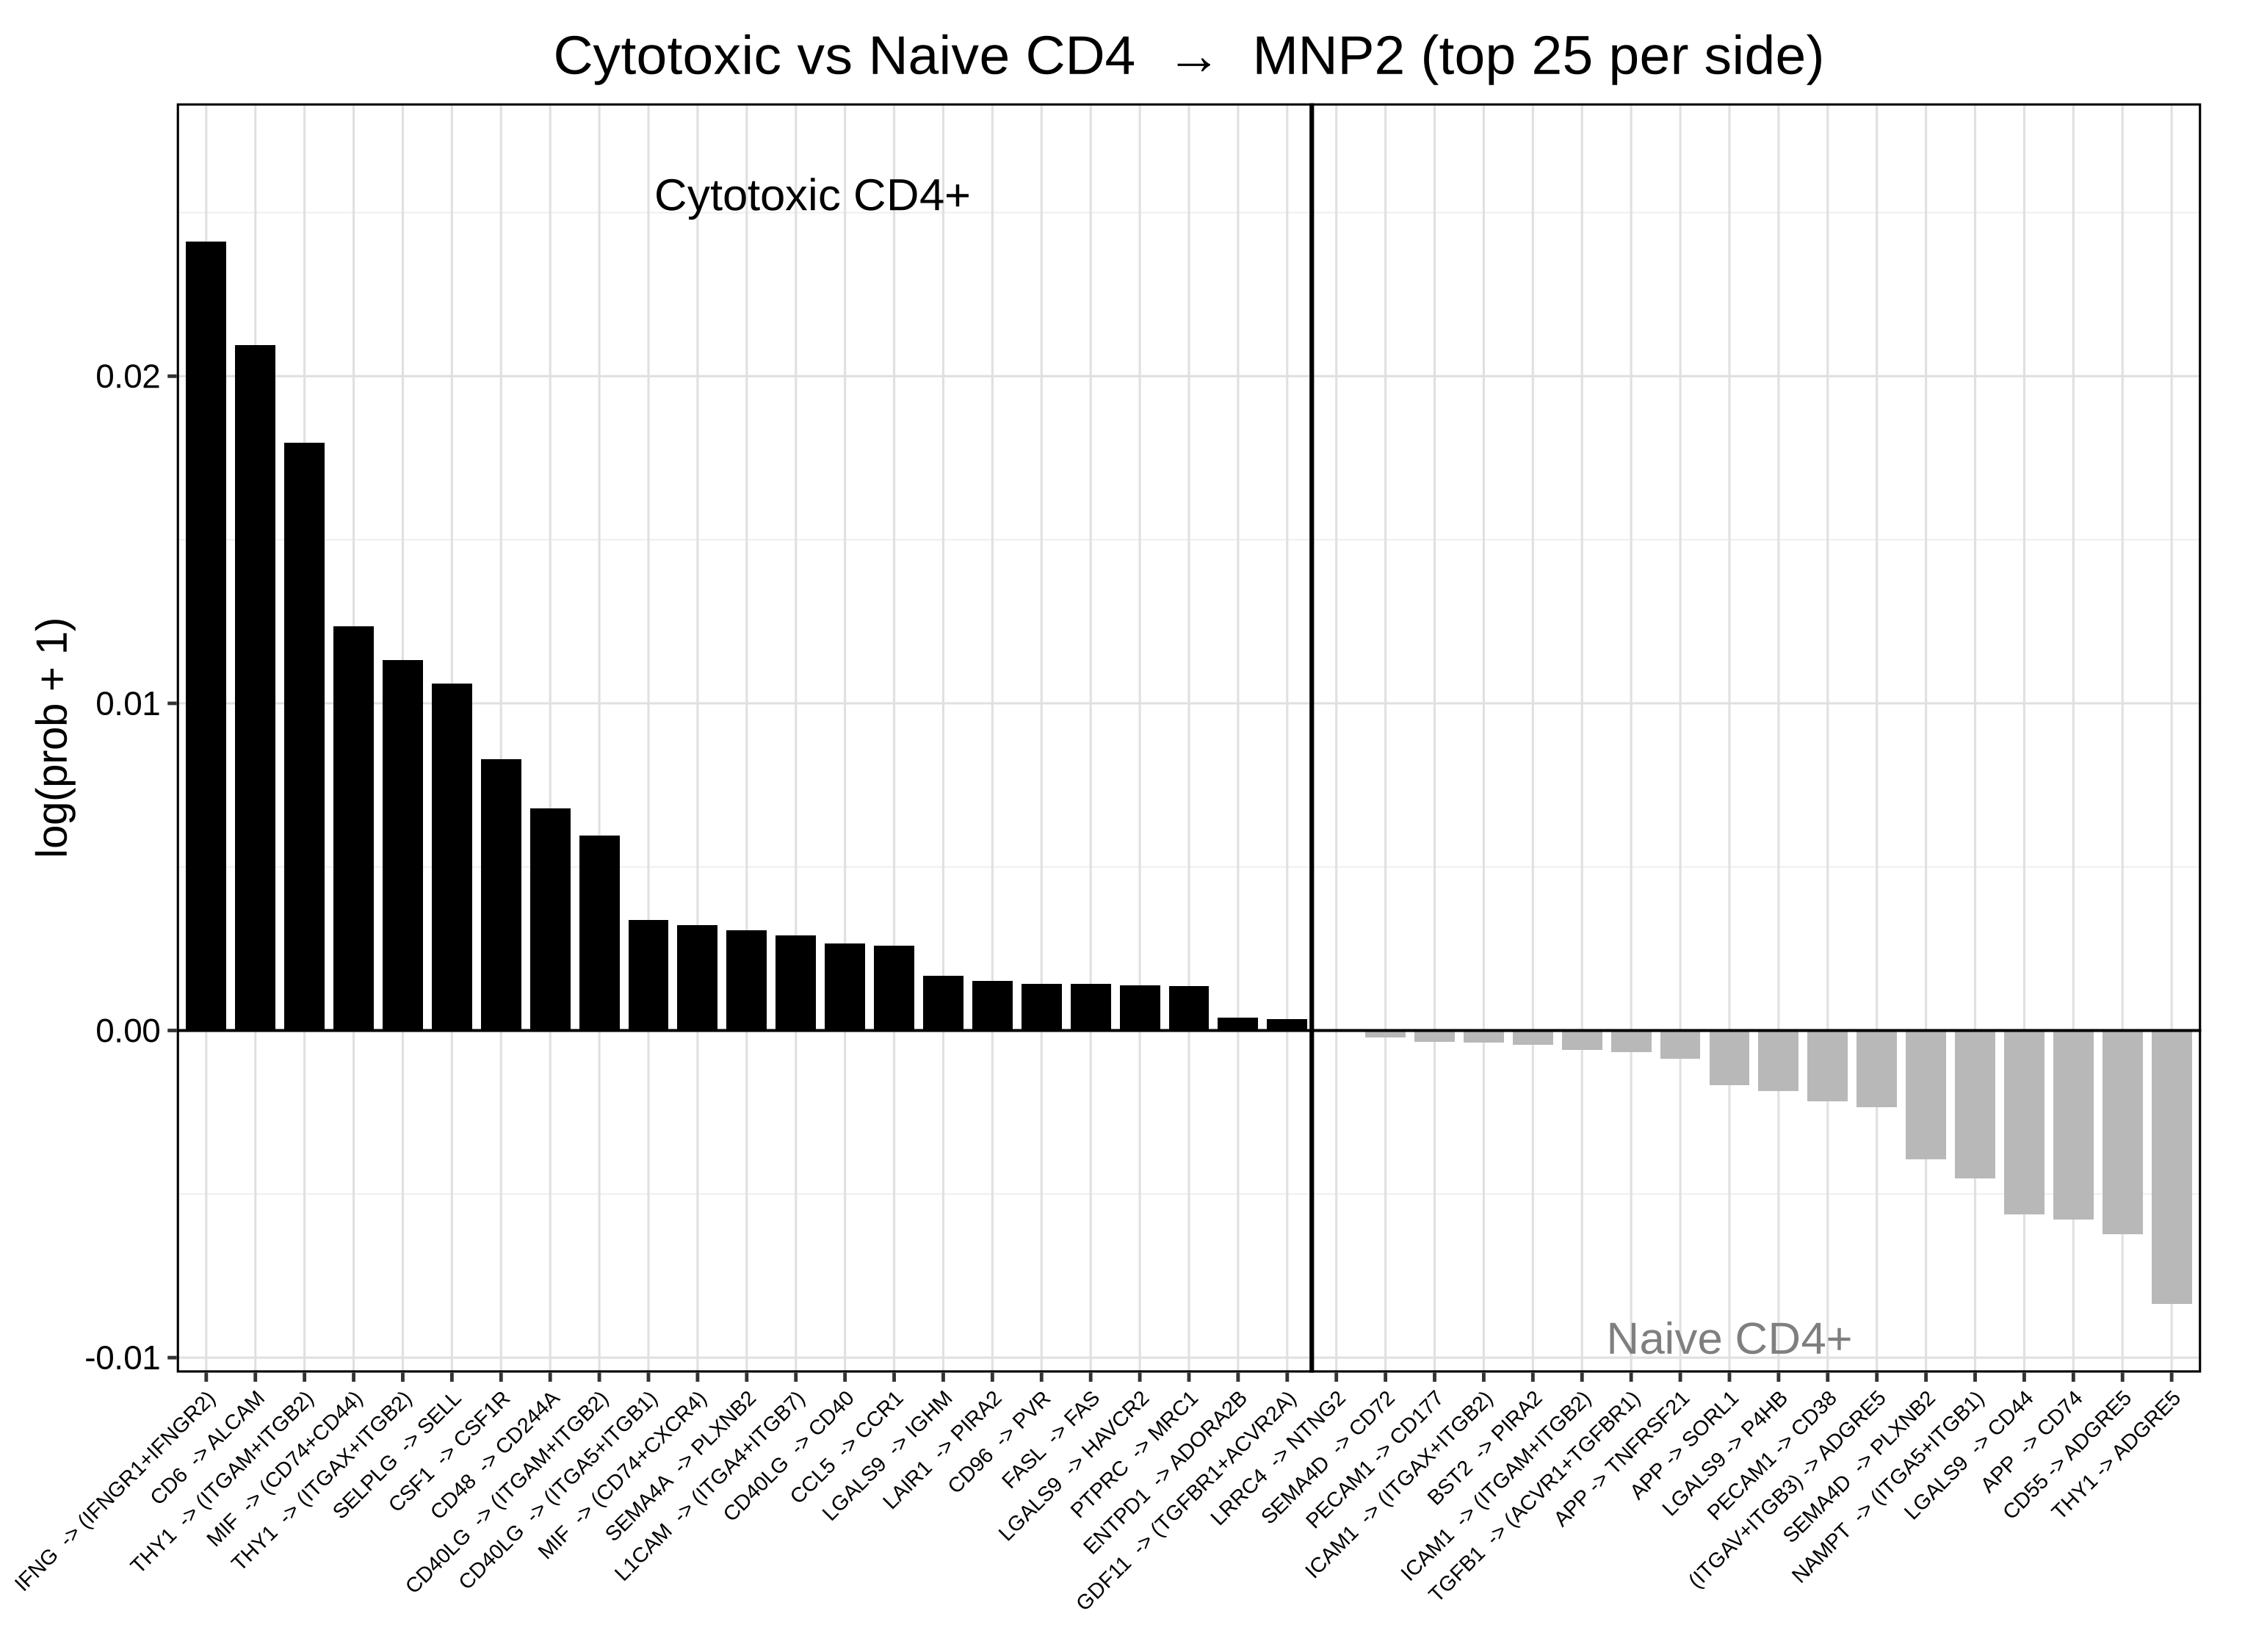 Cytotoxic vs Naive CD4 → MNP2 (top 25 per side)
Cytotoxic CD4+
log(prob + 1)
0.02
0.01
0.00
-0.01
Naive CD4+
IFNG -> (IFNGR1+IFNGR2)
CD6 -> ALCAM
THY1 -> (ITGAM+ITGB2)
MIF -> (CD74+CD44)
THY1 -> (ITGAX+ITGB2)
SELPLG -> SELL
CSF1 -> CSF1R
CD48 -> CD244A
CD40LG -> (ITGAM+ITGB2)
CD40LG -> (ITGA5+ITGB1)
MIF -> (CD74+CXCR4)
SEMA4A -> PLXNB2
L1CAM -> (ITGA4+ITGB7)
CD40LG -> CD40
CCL5 -> CCR1
LGALS9 -> IGHM
LAIR1 -> PIRA2
CD96 -> PVR
FASL -> FAS
LGALS9 -> HAVCR2
PTPRC -> MRC1
ENTPD1 -> ADORA2B
GDF11 -> (TGFBR1+ACVR2A)
LRRC4 -> NTNG2
SEMA4D -> CD72
PECAM1 -> CD177
ICAM1 -> (ITGAX+ITGB2)
BST2 -> PIRA2
ICAM1 -> (ITGAM+ITGB2)
TGFB1 -> (ACVR1+TGFBR1)
APP -> TNFRSF21
APP -> SORL1
LGALS9 -> P4HB
PECAM1 -> CD38
(ITGAV+ITGB3) -> ADGRE5
SEMA4D -> PLXNB2
NAMPT -> (ITGA5+ITGB1)
LGALS9 -> CD44
APP -> CD74
CD55 -> ADGRE5
THY1 -> ADGRE5